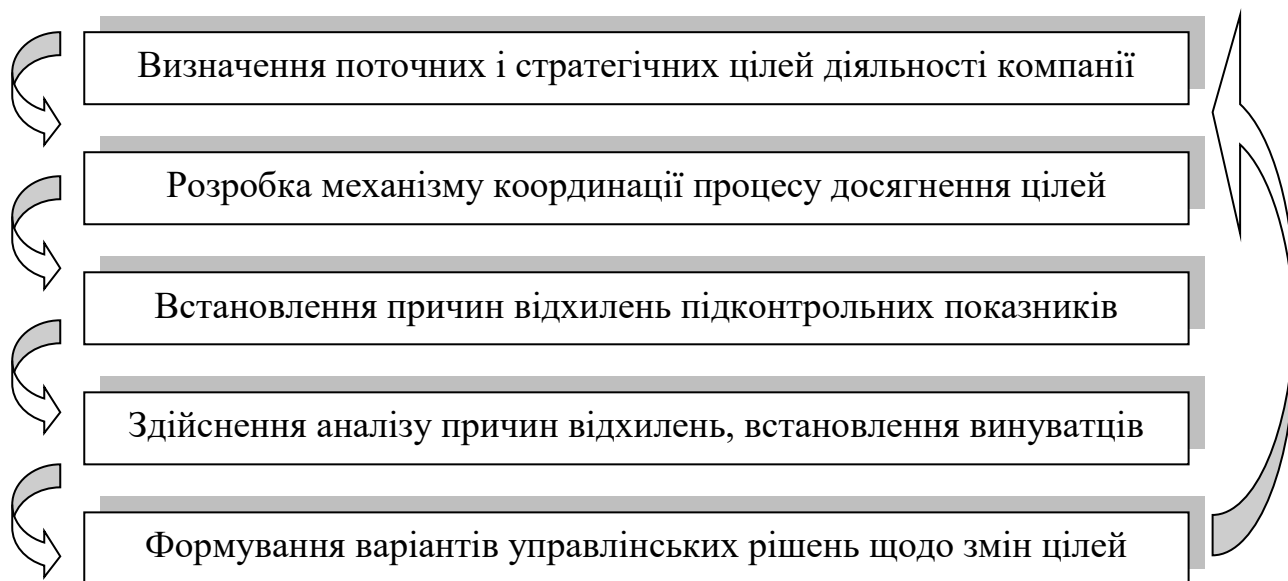 Визначення поточних і стратегічних цілей діяльності компанії
Розробка механізму координації процесу досягнення цілей
Встановлення причин відхилень підконтрольних показників
Здійснення аналізу причин відхилень, встановлення винуватців
Формування варіантів управлінських рішень щодо змін цілей